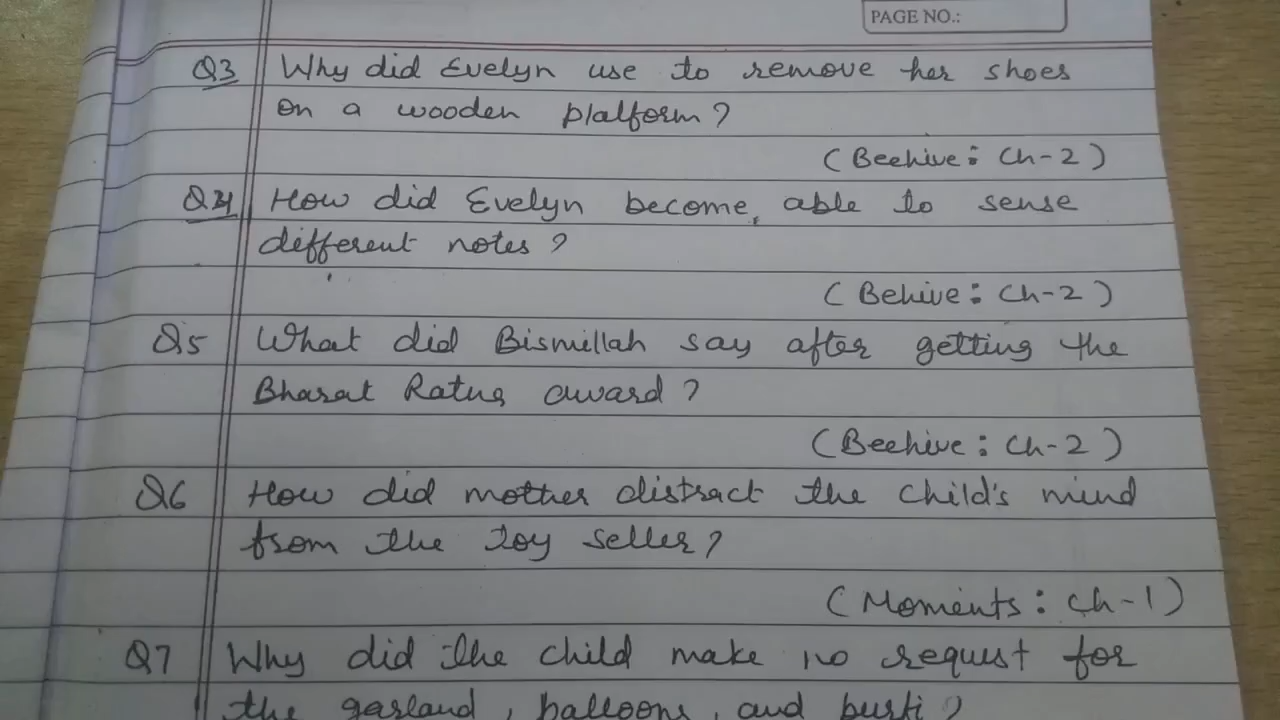 PAGE NO.:
Q3 Why did Evelyn use to remove her shoes
on a wooden platform?
(Beehive: Ch-2)
Q4 How did Evelyn become, able to sense
different notes?
(Behive: Ch-2)
Q5 What did Bismillah say after getting the
Bharat Ratna award?
(Beehive: Ch-2)
Q6 How did mother distract the child's mind
from the toy seller?
(Moments: Ch-1)
Q7 Why did the child make no request for
the garland, balloons, and burfi?